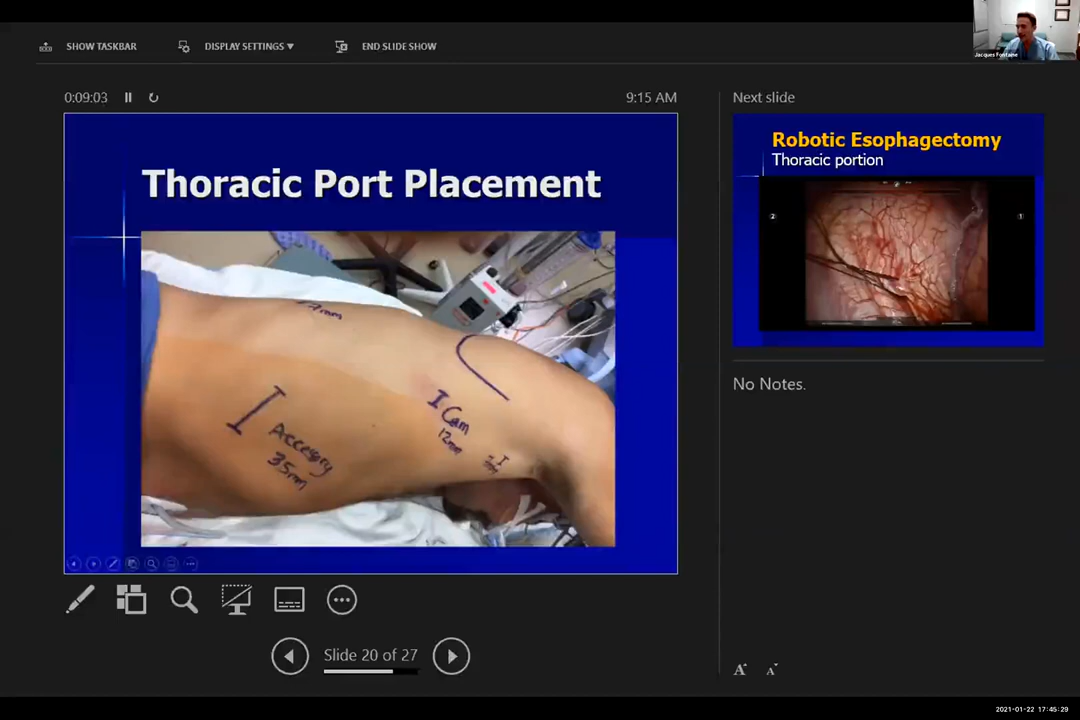 SHOW TASKBAR
DISPLAY SETTINGS ▼
END SLIDE SHOW
Jacques Fontaine
0:09:03
9:15 AM
Next slide
Thoracic Port Placement
Robotic Esophagectomy
Thoracic portion
2
1
I Cam
12mm
Accessory
35mm
No Notes.
Slide 20 of 27
A A
2021-01-22 17:45:29